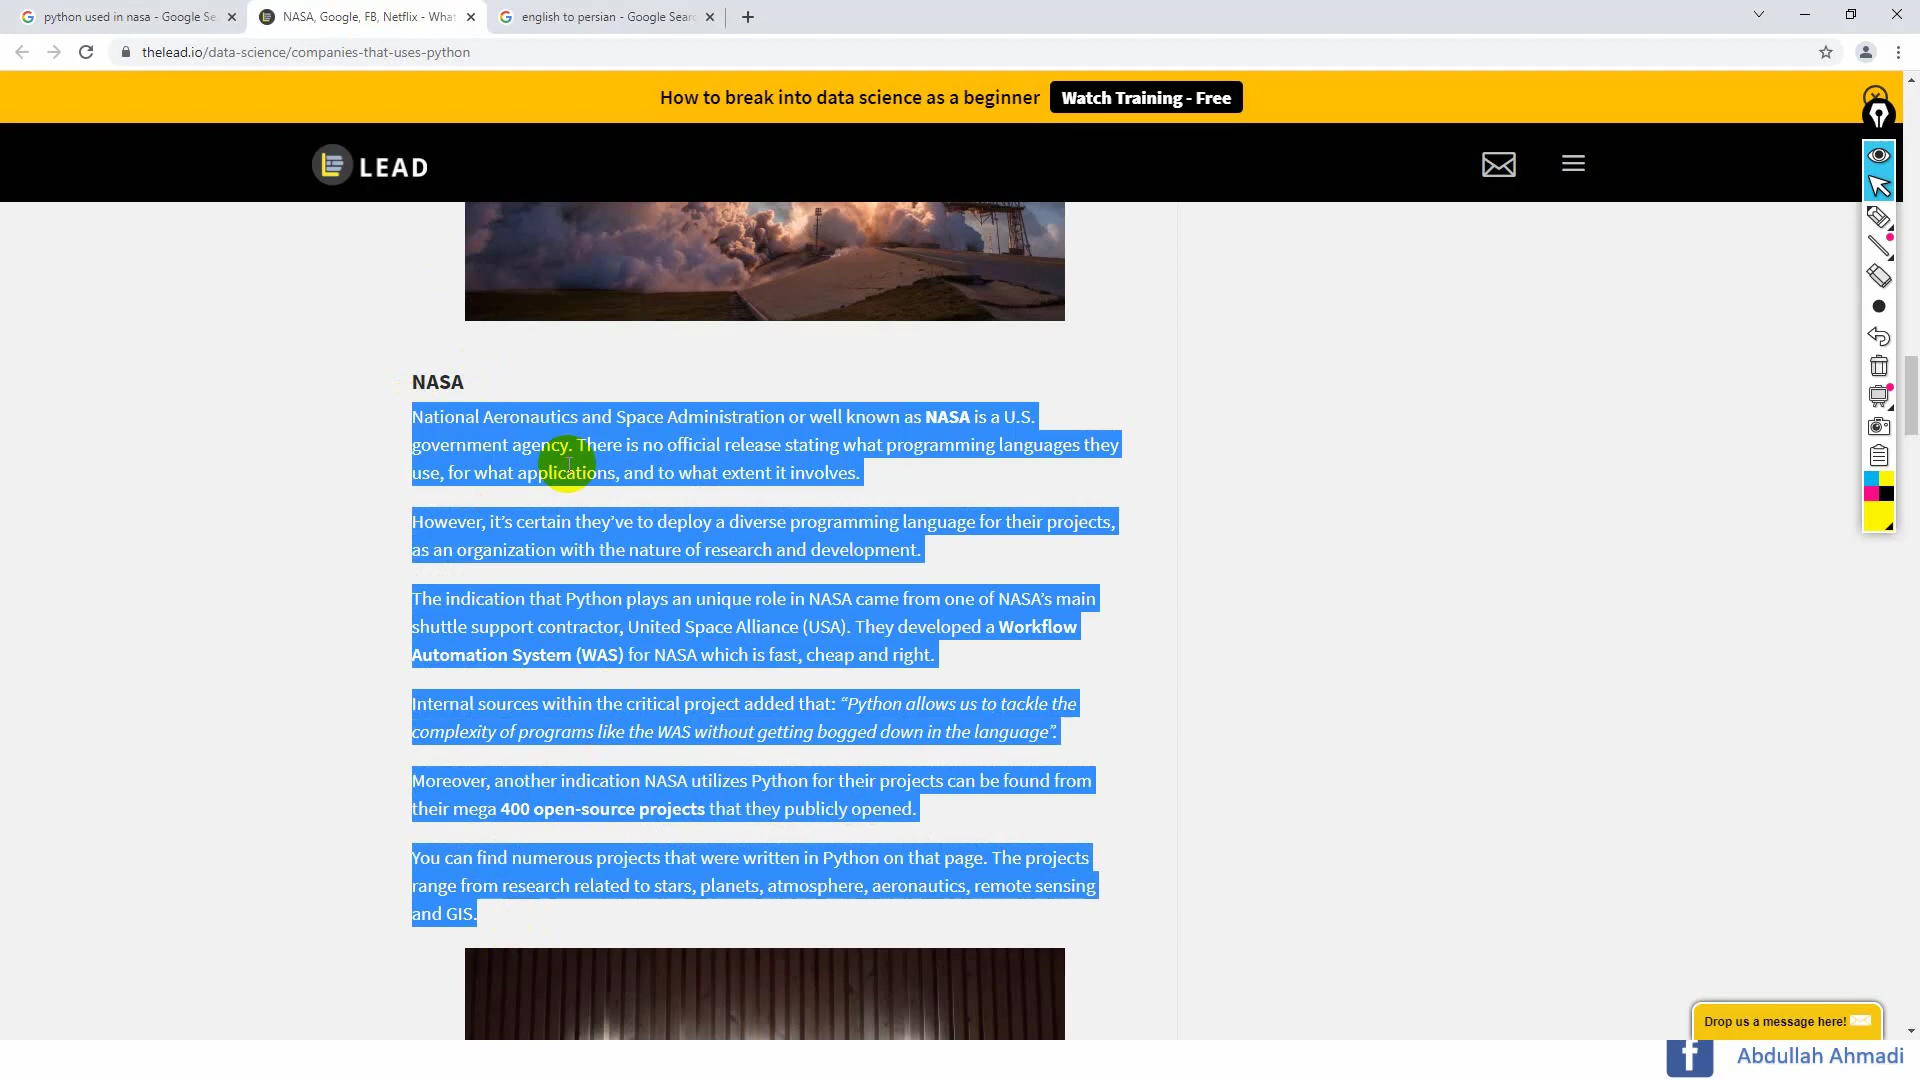 python used in nasa - Google Se
NASA, Google, FB, Netflix - What
english to persian - Google Sear
thelead.io/data-science/companies-that-uses-python
How to break into data science as a beginner
Watch Training - Free
LEAD
NASA
National Aeronautics and Space Administration or well known as NASA is a U.S.
government agency. There is no official release stating what programming languages they
use, for what applications, and to what extent it involves.
However, it’s certain they’ve to deploy a diverse programming language for their projects,
as an organization with the nature of research and development.
The indication that Python plays an unique role in NASA came from one of NASA’s main
shuttle support contractor, United Space Alliance (USA). They developed a Workflow
Automation System (WAS) for NASA which is fast, cheap and right.
Internal sources within the critical project added that: “Python allows us to tackle the
complexity of programs like the WAS without getting bogged down in the language”.
Moreover, another indication NASA utilizes Python for their projects can be found from
their mega 400 open-source projects that they publicly opened.
You can find numerous projects that were written in Python on that page. The projects
range from research related to stars, planets, atmosphere, aeronautics, remote sensing
and GIS.
Drop us a message here!
Abdullah Ahmadi